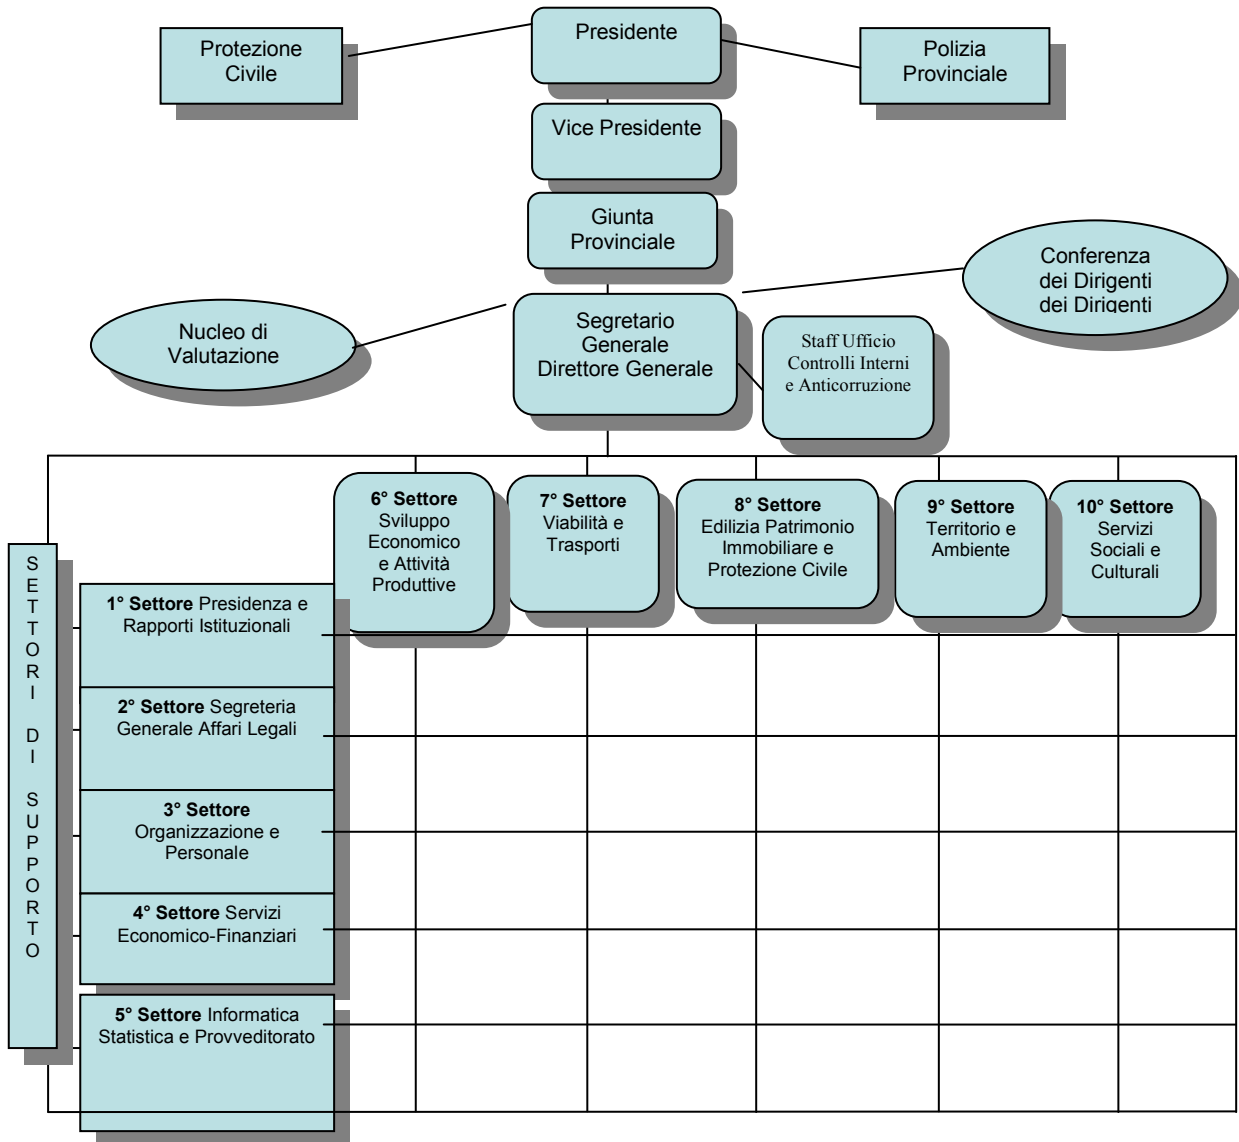 Presidente
Protezione
Civile
Polizia
Provinciale
Vice Presidente
Giunta
Provinciale
Conferenza
dei Dirigenti
dei Dirigenti
Nucleo di
Valutazione
Segretario
Generale
Direttore Generale
Staff Ufficio
Controlli Interni
e Anticorruzione
6° Settore
Sviluppo
Economico
e Attività
Produttive
7° Settore
Viabilità e
Trasporti
8° Settore
Edilizia Patrimonio
Immobiliare e
Protezione Civile
9° Settore
Territorio e
Ambiente
10° Settore
Servizi
Sociali e
Culturali
SETTORI DI SUPPORTO
1° Settore Presidenza e
Rapporti Istituzionali
2° Settore Segreteria
Generale Affari Legali
3° Settore
Organizzazione e
Personale
4° Settore Servizi
Economico-Finanziari
5° Settore Informatica
Statistica e Provveditorato